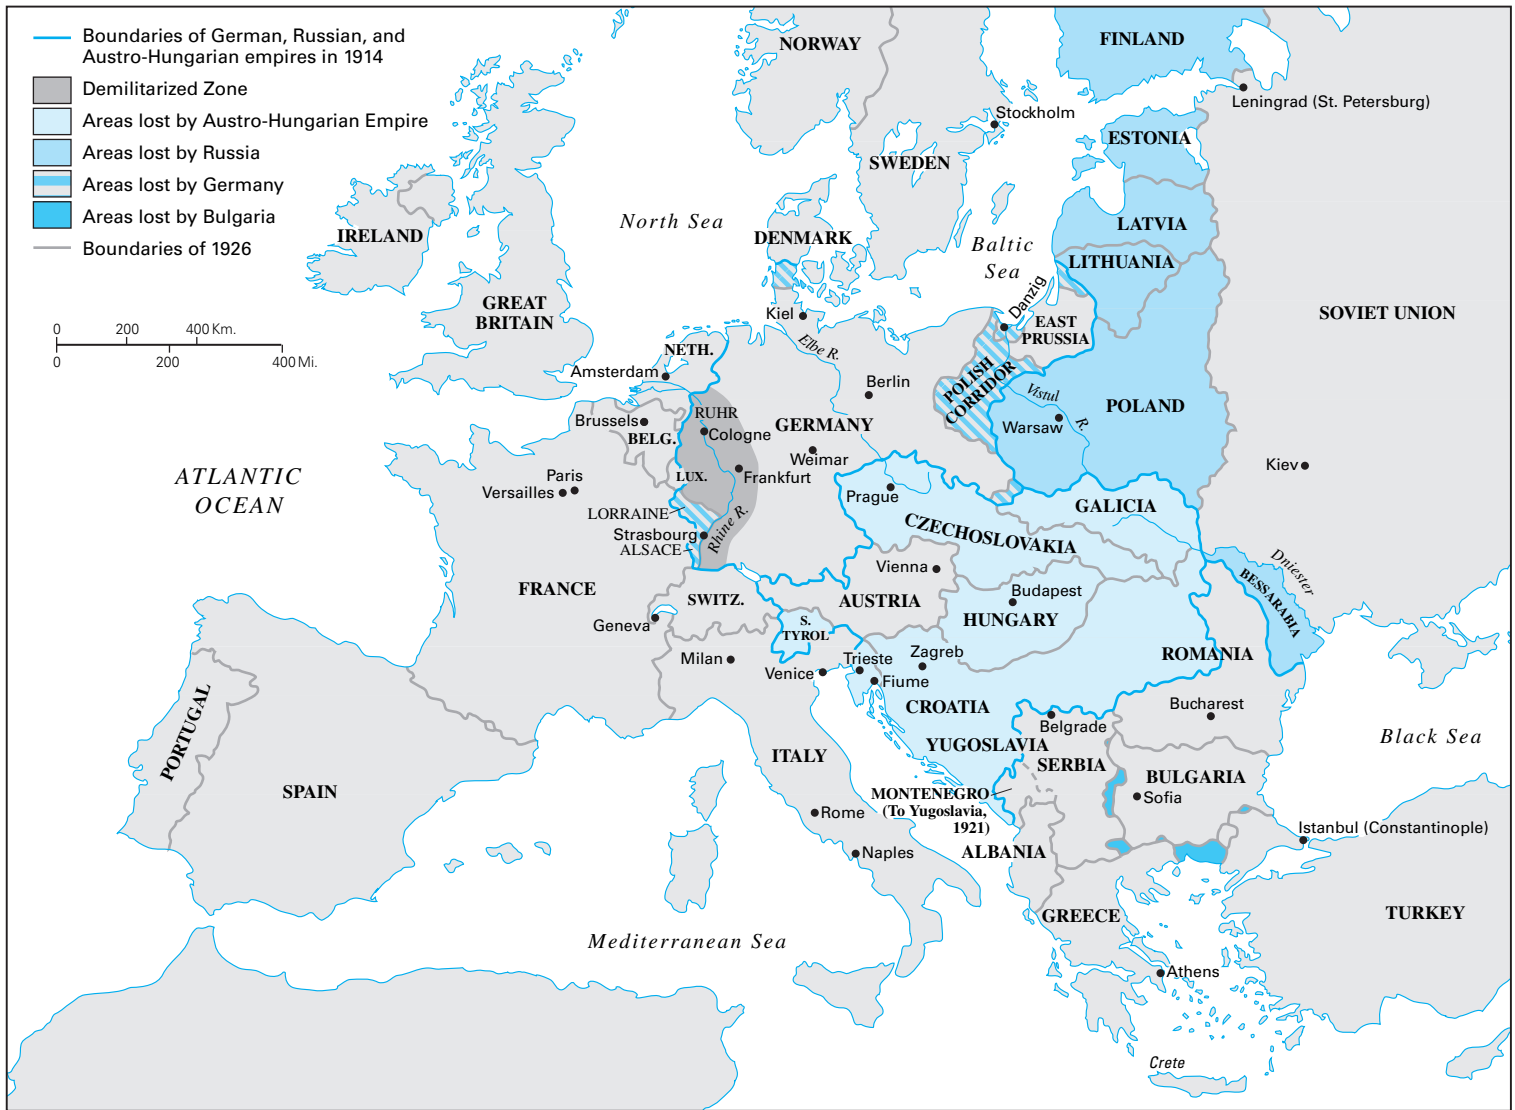 Boundaries of German, Russian, and
Austro-Hungarian empires in 1914
Demilitarized Zone
Areas lost by Austro-Hungarian Empire
Areas lost by Russia
Areas lost by Germany
Areas lost by Bulgaria
Boundaries of 1926
0 200 400 Km.
0 200 400 Mi.
NORWAY
FINLAND
Leningrad (St. Petersburg)
Stockholm
SWEDEN
ESTONIA
LATVIA
LITHUANIA
North Sea
DENMARK
Baltic
Sea
IRELAND
GREAT
BRITAIN
Kiel
Danzig
EAST
PRUSSIA
SOVIET UNION
NETH.
Elbe R.
Amsterdam
Berlin
POLISH
CORRIDOR
Vistul
R.
POLAND
Warsaw
RUHR
Brussels
BELG.
Cologne
GERMANY
Weimar
LUX.
Frankfurt
Kiev
ATLANTIC
OCEAN
Paris
Versailles
Prague
GALICIA
LORRAINE
Strasbourg
ALSACE
Rhine R.
CZECHOSLOVAKIA
Vienna
Dniester
BESSARABIA
FRANCE
SWITZ.
AUSTRIA
Budapest
HUNGARY
Geneva
S.
TYROL
Milan
Venice
Trieste
Zagreb
Fiume
ROMANIA
CROATIA
Bucharest
Belgrade
PORTUGAL
SPAIN
ITALY
YUGOSLAVIA
SERBIA
BULGARIA
Sofia
Black Sea
MONTENEGRO
(To Yugoslavia,
1921)
Rome
Naples
ALBANIA
Istanbul (Constantinople)
GREECE
TURKEY
Mediterranean Sea
Athens
Crete